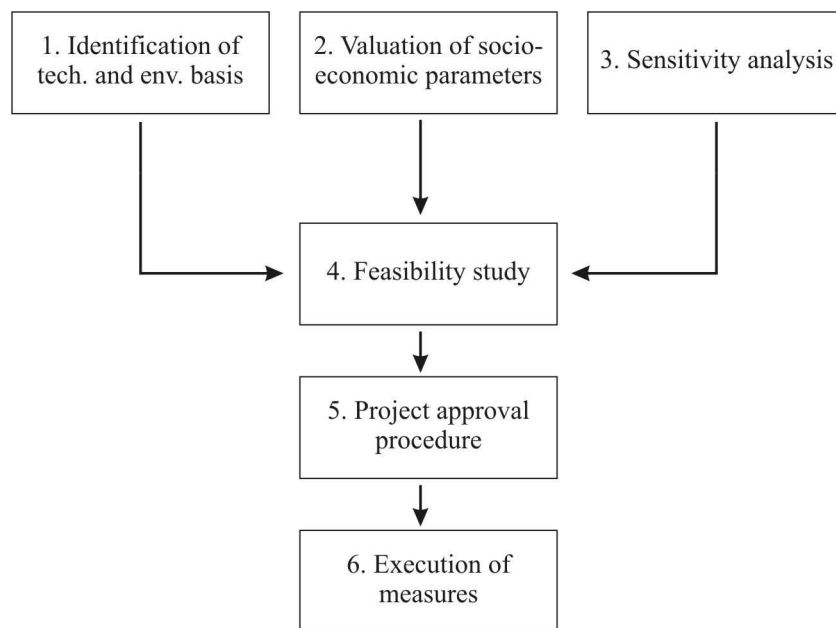 1. Identification of
tech. and env. basis
2. Valuation of socio-
economic parameters
3. Sensitivity analysis
4. Feasibility study
5. Project approval
procedure
6. Execution of
measures